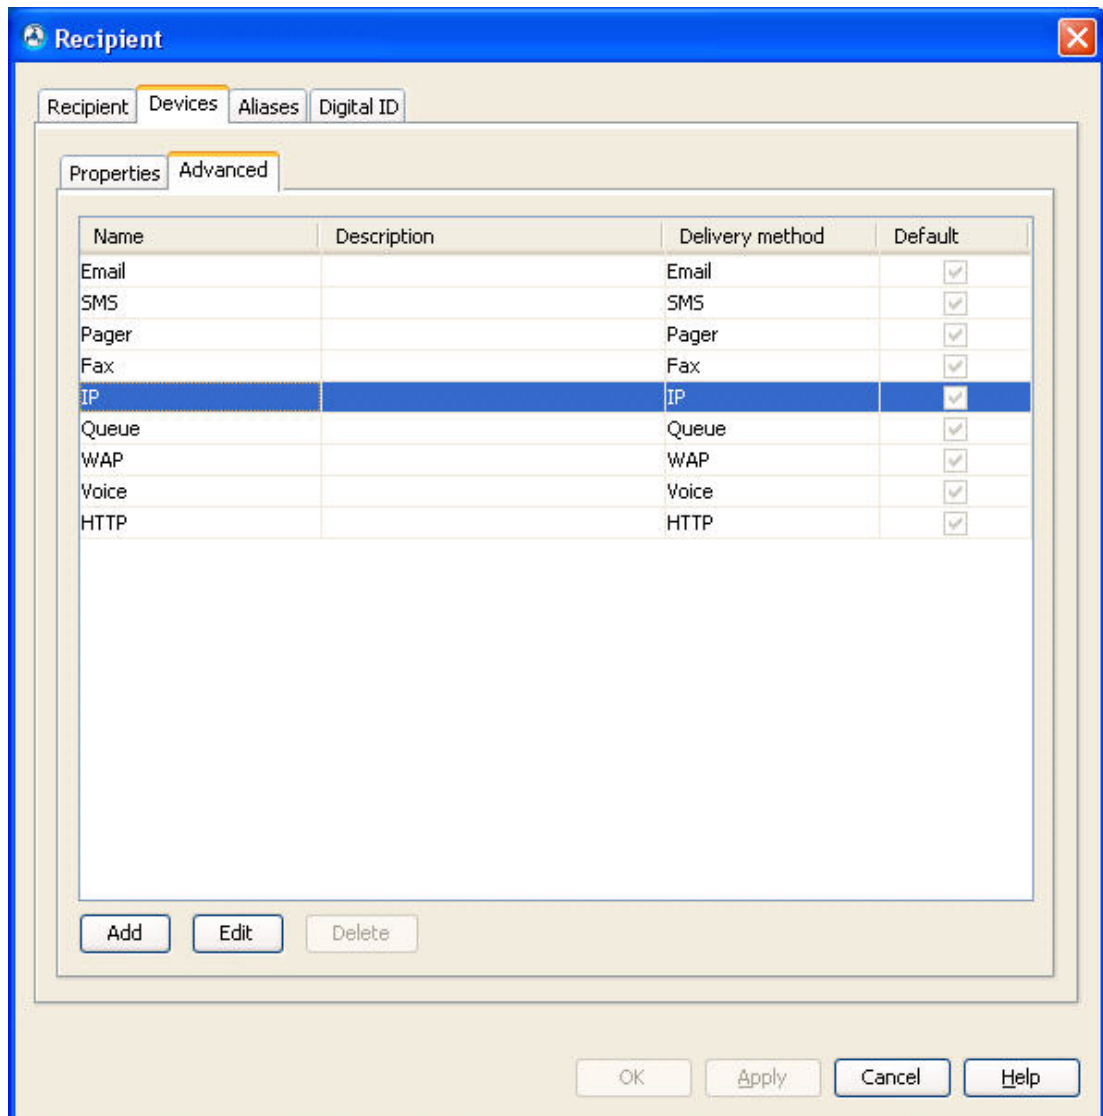 Recipient
Recipient Devices Aliases Digital ID
Properties Advanced
Name Description Delivery method Default
Email Email
SMS SMS
Pager Pager
Fax Fax
IP IP
Queue Queue
WAP WAP
Voice Voice
HTTP HTTP
Add Edit Delete
OK Apply Cancel Help